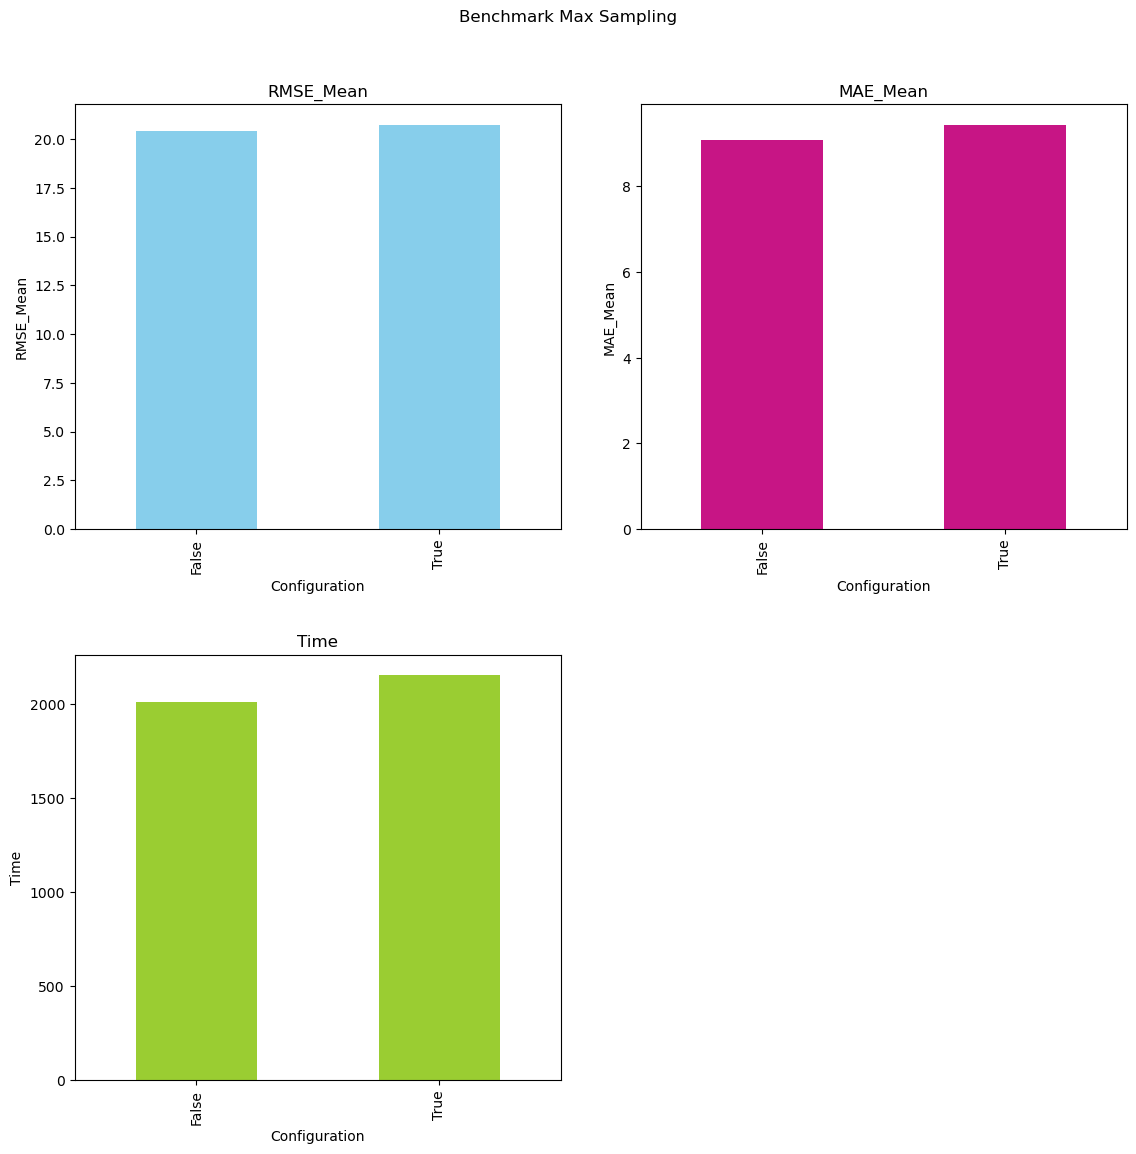 Benchmark Max Sampling
RMSE_Mean
20.0
17.5
15.0
12.5
10.0
7.5
5.0
2.5
0.0
RMSE_Mean
False
True
Configuration
MAE_Mean
8
6
4
2
0
MAE_Mean
False
True
Configuration
Time
2000
1500
1000
500
0
Time
False
True
Configuration